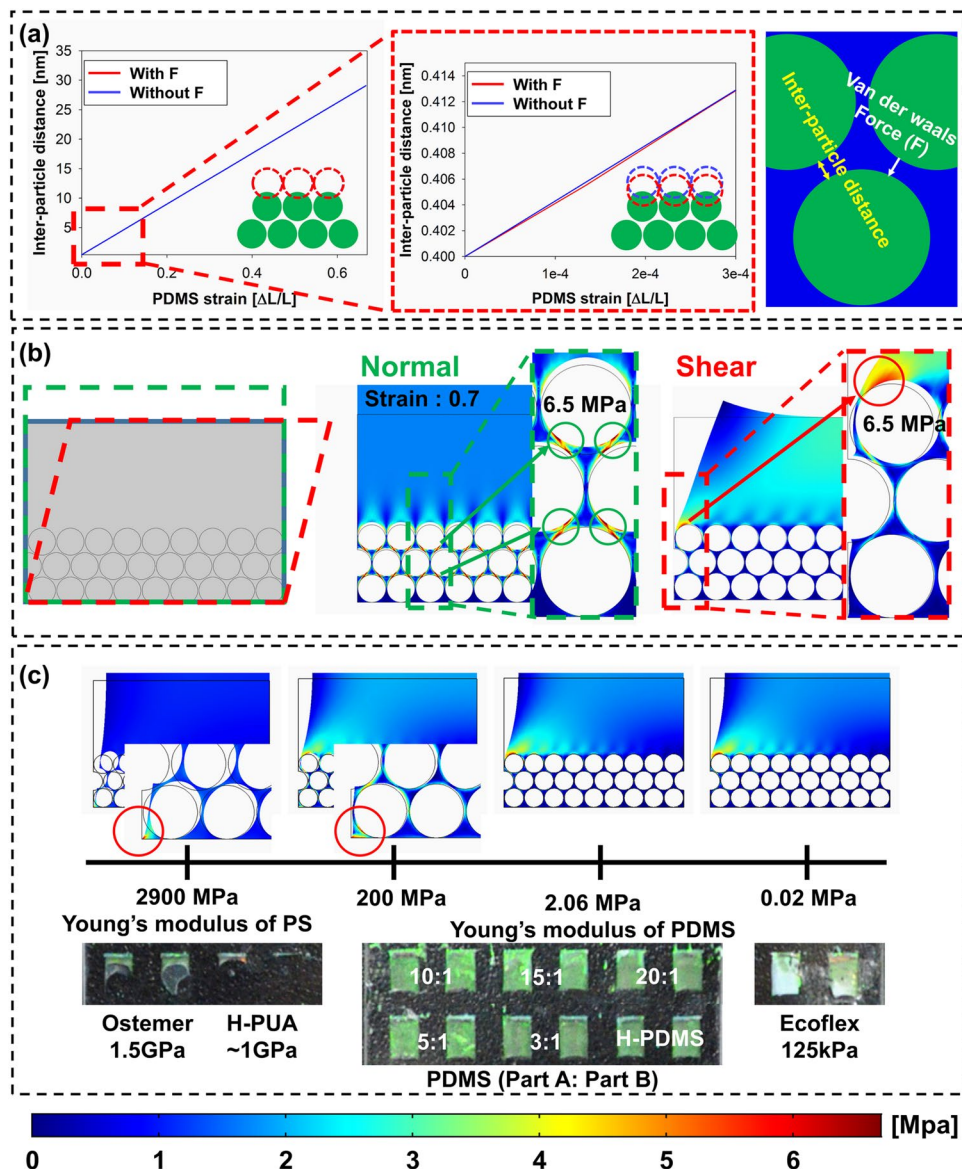 (a)
35
30
25
20
15
10
5
With F
Without F
Inter-particle distance [nm]
0.0
0.2
0.4
0.6
PDMS strain [ΔL/L]
0.414
0.412
0.410
0.408
0.406
0.404
0.402
0.400
With F
Without F
Inter-particle distance [nm]
0
1e-4
2e-4
3e-4
PDMS strain [ΔL/L]
Inter-particle distance
Van der waals
Force (F)
(b)
Normal
Strain : 0.7
6.5 MPa
Shear
6.5 MPa
(c)
2900 MPa
200 MPa
2.06 MPa
0.02 MPa
Young's modulus of PS
Young's modulus of PDMS
10:1
15:1
20:1
5:1
3:1
H-PDMS
Ostemer
1.5GPa
H-PUA
~1GPa
PDMS (Part A: Part B)
Ecoflex
125kPa
[Mpa]
0
1
2
3
4
5
6